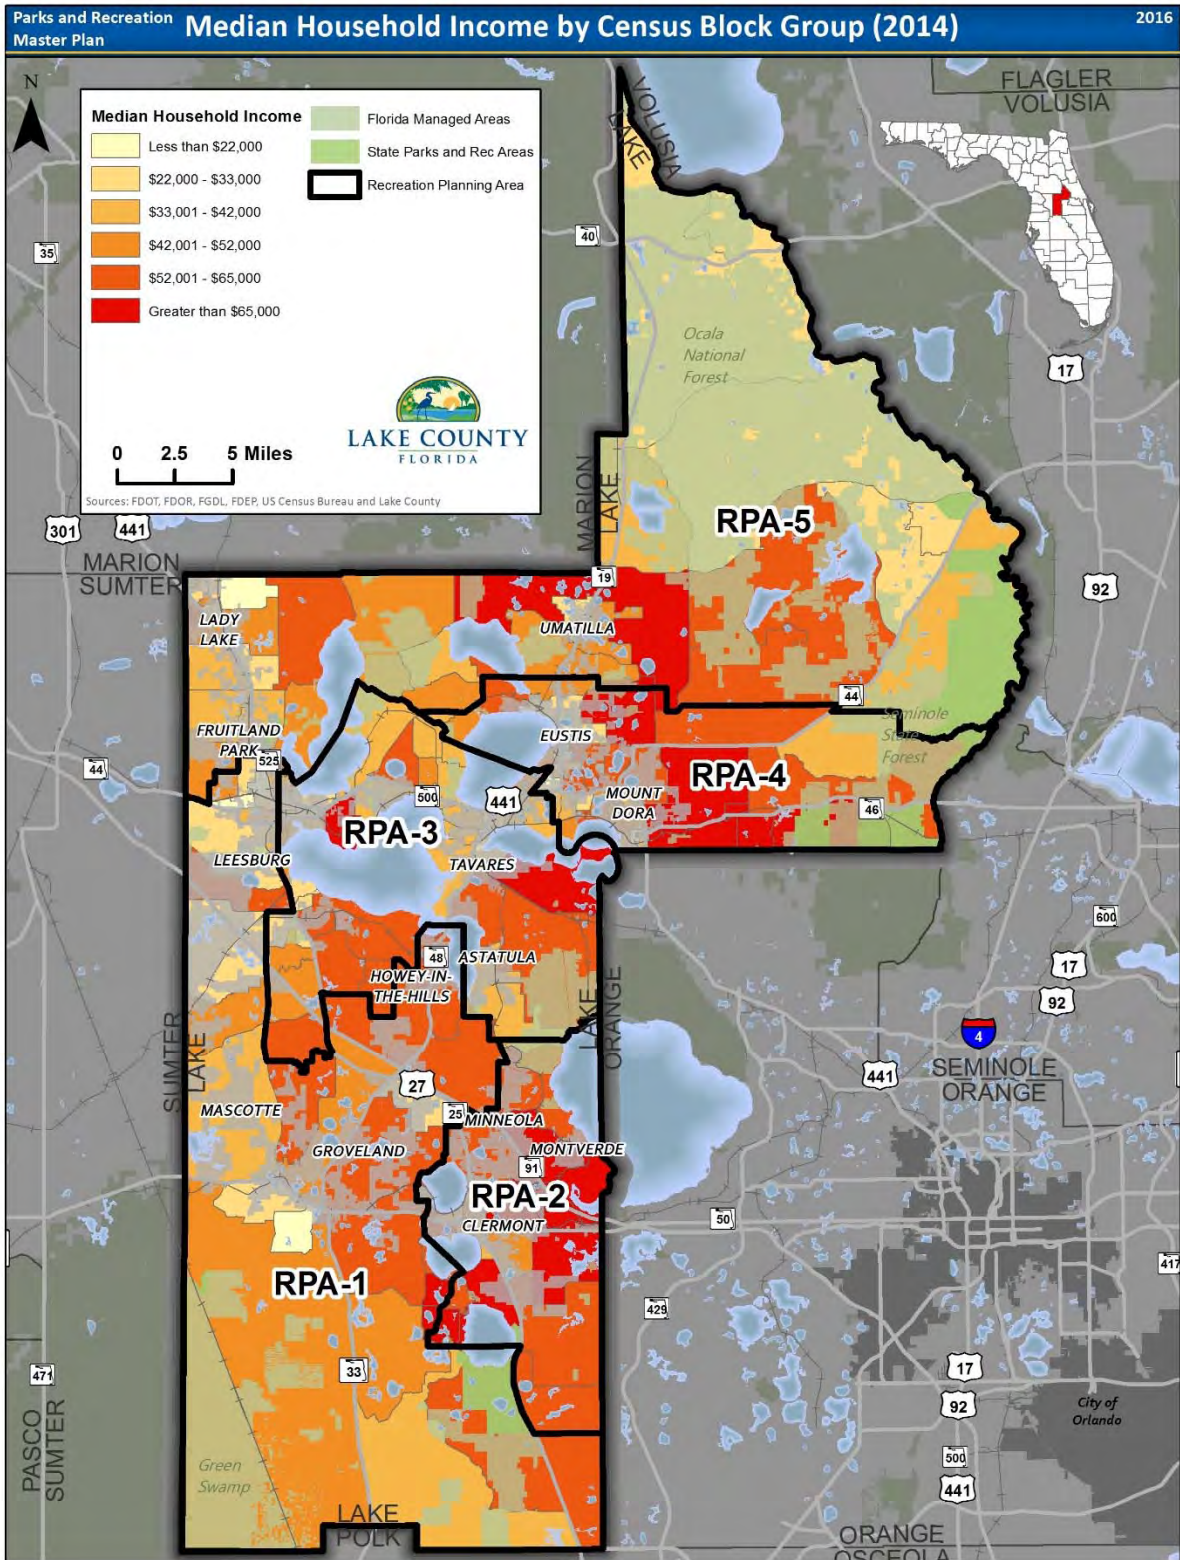 Parks and Recreation
Master Plan
Median Household Income by Census Block Group (2014)
2016
N
Median Household Income
Less than $22,000
$22,000 - $33,000
$33,001 - $42,000
$42,001 - $52,000
$52,001 - $65,000
Greater than $65,000
Florida Managed Areas
State Parks and Rec Areas
Recreation Planning Area
LAKE COUNTY
FLORIDA
0 2.5 5 Miles
Sources: FDOT, FDOR, FGDL, FDEP, US Census Bureau and Lake County
VOLUSIA
LAKE
FLAGLER
VOLUSIA
40
35
Ocala
National
Forest
17
MARION
LAKE
RPA-5
301
441
MARION
SUMTER
19
92
LADY
LAKE
UMATILLA
44
Seminole
State
Forest
FRUITLAND
PARK
525
EUSTIS
44
500
441
RPA-4
MOUNT
DORA
46
RPA-3
LEESBURG
TAVARES
600
48
ASTATULA
HOWEY-IN-
THE-HILLS
17
92
LAKE
ORANGE
4
SUMTER
LAKE
SEMINOLE
ORANGE
441
27
MASCOTTE
25
MINNEOLA
GROVELAND
MONTVERDE
91
RPA-2
CLERMONT
50
417
RPA-1
429
33
471
17
92
City of
Orlando
PASCO
SUMTER
Green
Swamp
500
441
LAKE
POLK
ORANGE
OSCEOLA